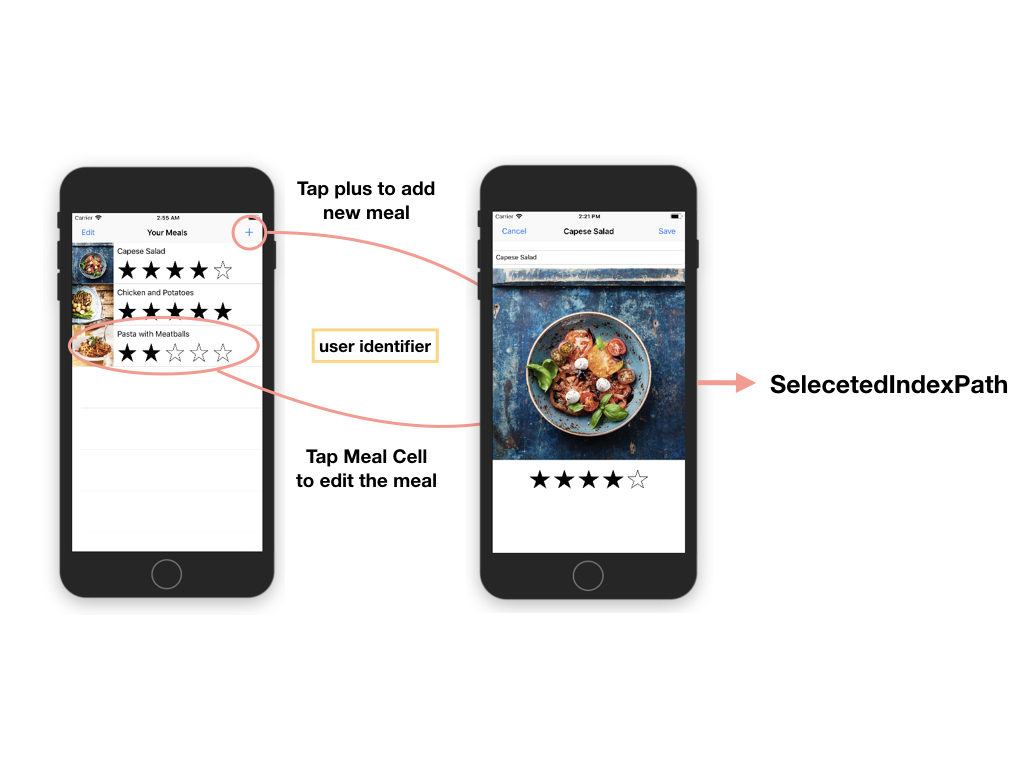 Carrier
2:55 AM
Edit
Your Meals
+
Capese Salad
Chicken and Potatoes
Pasta with Meatballs
Tap plus to add
new meal
user identifier
Tap Meal Cell
to edit the meal
Carrier
2:21 PM
Cancel
Capese Salad
Save
Capese Salad
SelecetedIndexPath